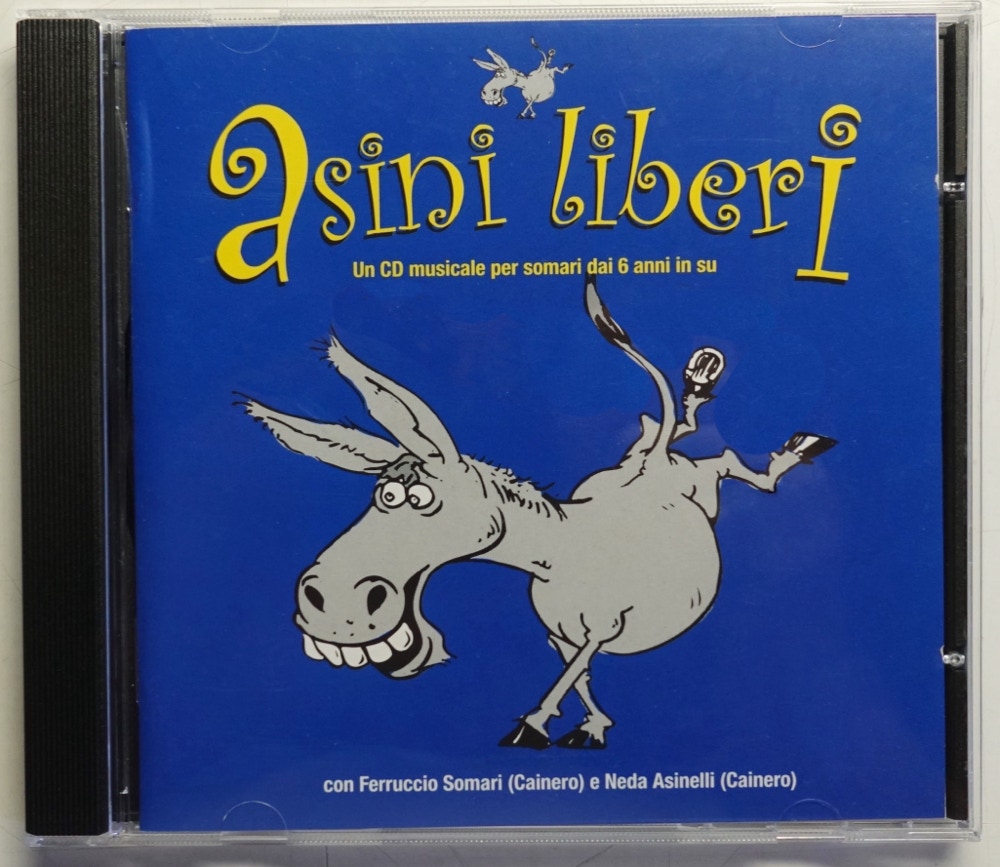 asini liberi
Un CD musicale per somari dai 6 anni in su
con Ferruccio Somari (Cainero) e Neda Asinelli (Cainero)